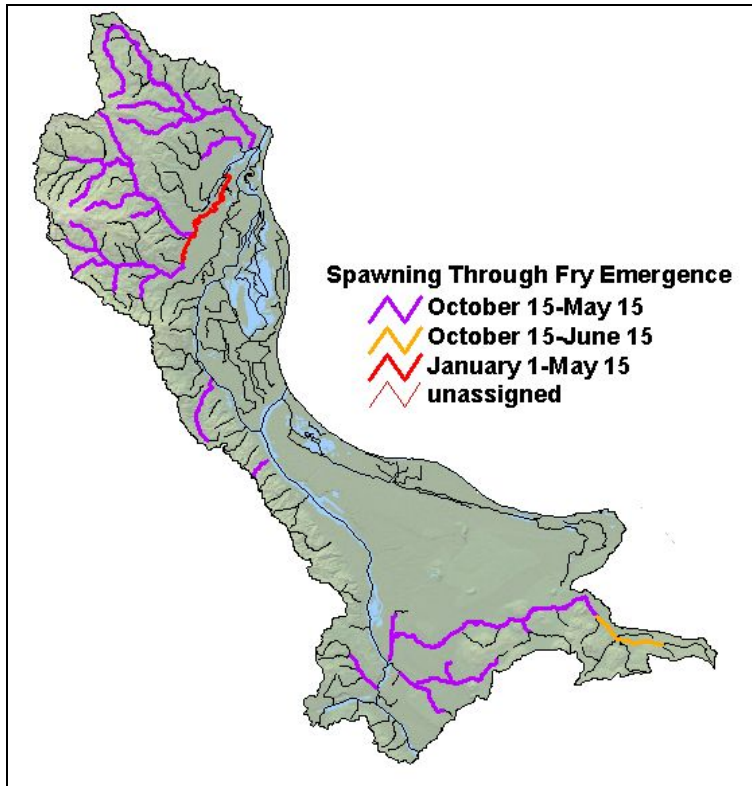 Spawning Through Fry Emergence
October 15-May 15
October 15-June 15
January 1-May 15
unassigned